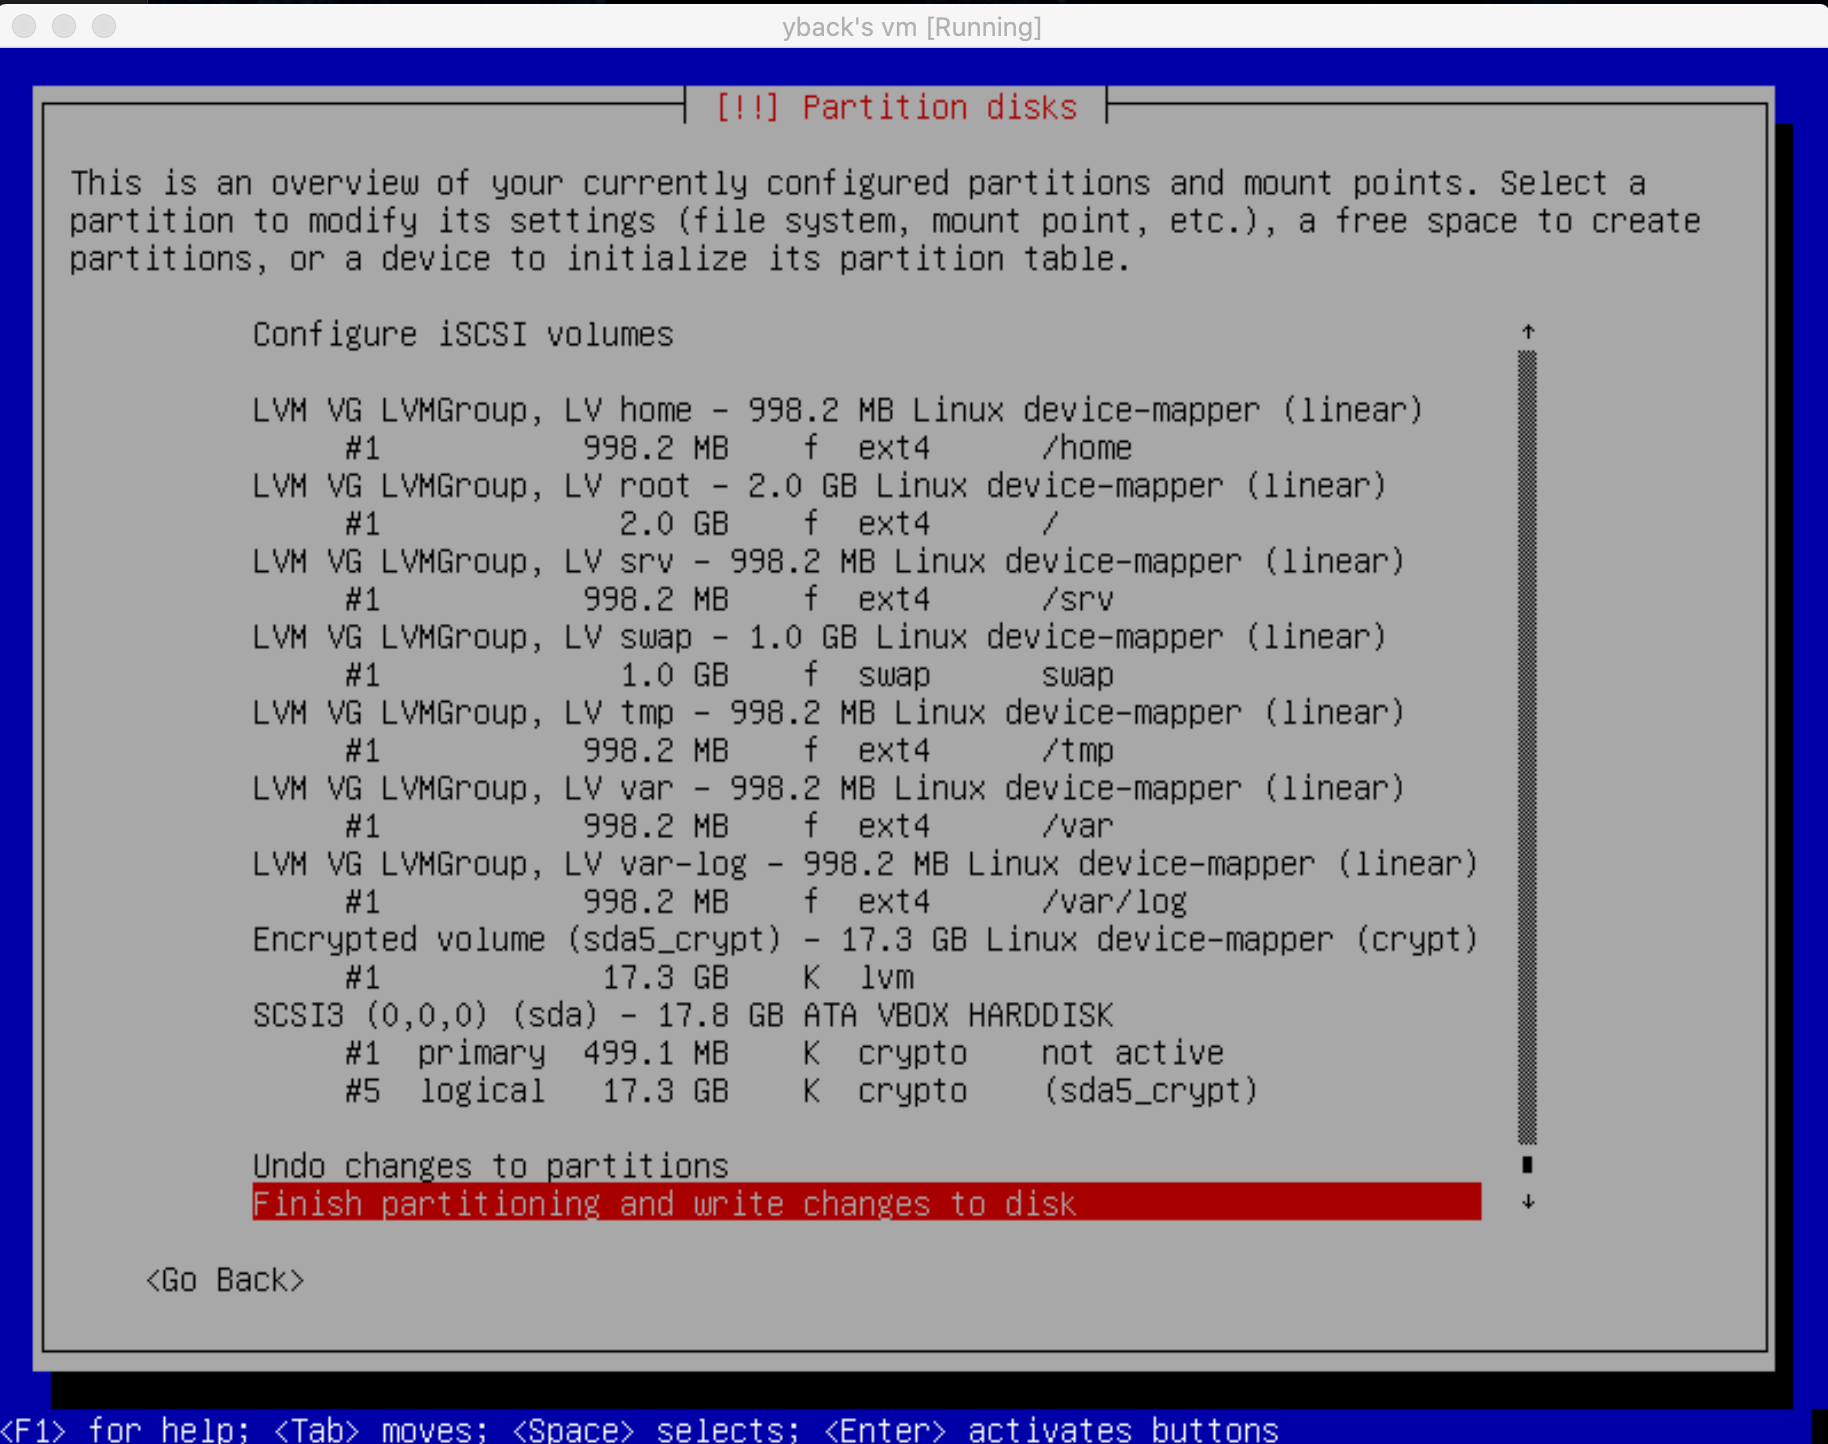 yback's vm [Running]
[!!] Partition disks
This is an overview of your currently configured partitions and mount points. Select a
partition to modify its settings (file system, mount point, etc.), a free space to create
partitions, or a device to initialize its partition table.
Configure iSCSI volumes
LVM VG LVMGroup, LV home - 998.2 MB Linux device-mapper (linear)
#1 998.2 MB f ext4 /home
LVM VG LVMGroup, LV root - 2.0 GB Linux device-mapper (linear)
#1 2.0 GB f ext4 /
LVM VG LVMGroup, LV srv - 998.2 MB Linux device-mapper (linear)
#1 998.2 MB f ext4 /srv
LVM VG LVMGroup, LV swap - 1.0 GB Linux device-mapper (linear)
#1 1.0 GB f swap swap
LVM VG LVMGroup, LV tmp - 998.2 MB Linux device-mapper (linear)
#1 998.2 MB f ext4 /tmp
LVM VG LVMGroup, LV var - 998.2 MB Linux device-mapper (linear)
#1 998.2 MB f ext4 /var
LVM VG LVMGroup, LV var-log - 998.2 MB Linux device-mapper (linear)
#1 998.2 MB f ext4 /var/log
Encrypted volume (sda5_crypt) - 17.3 GB Linux device-mapper (crypt)
#1 17.3 GB K lvm
SCSI3 (0,0,0) (sda) - 17.8 GB ATA VBOX HARDDISK
#1 primary 499.1 MB K crypto not active
#5 logical 17.3 GB K crypto (sda5_crypt)
Undo changes to partitions
Finish partitioning and write changes to disk
<Go Back>
<F1> for help; <Tab> moves; <Space> selects; <Enter> activates buttons